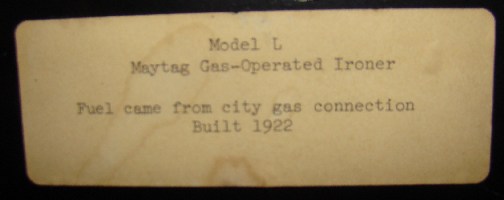 Model L
Maytag Gas-Operated Ironer
Fuel came from city gas connection
Built 1922